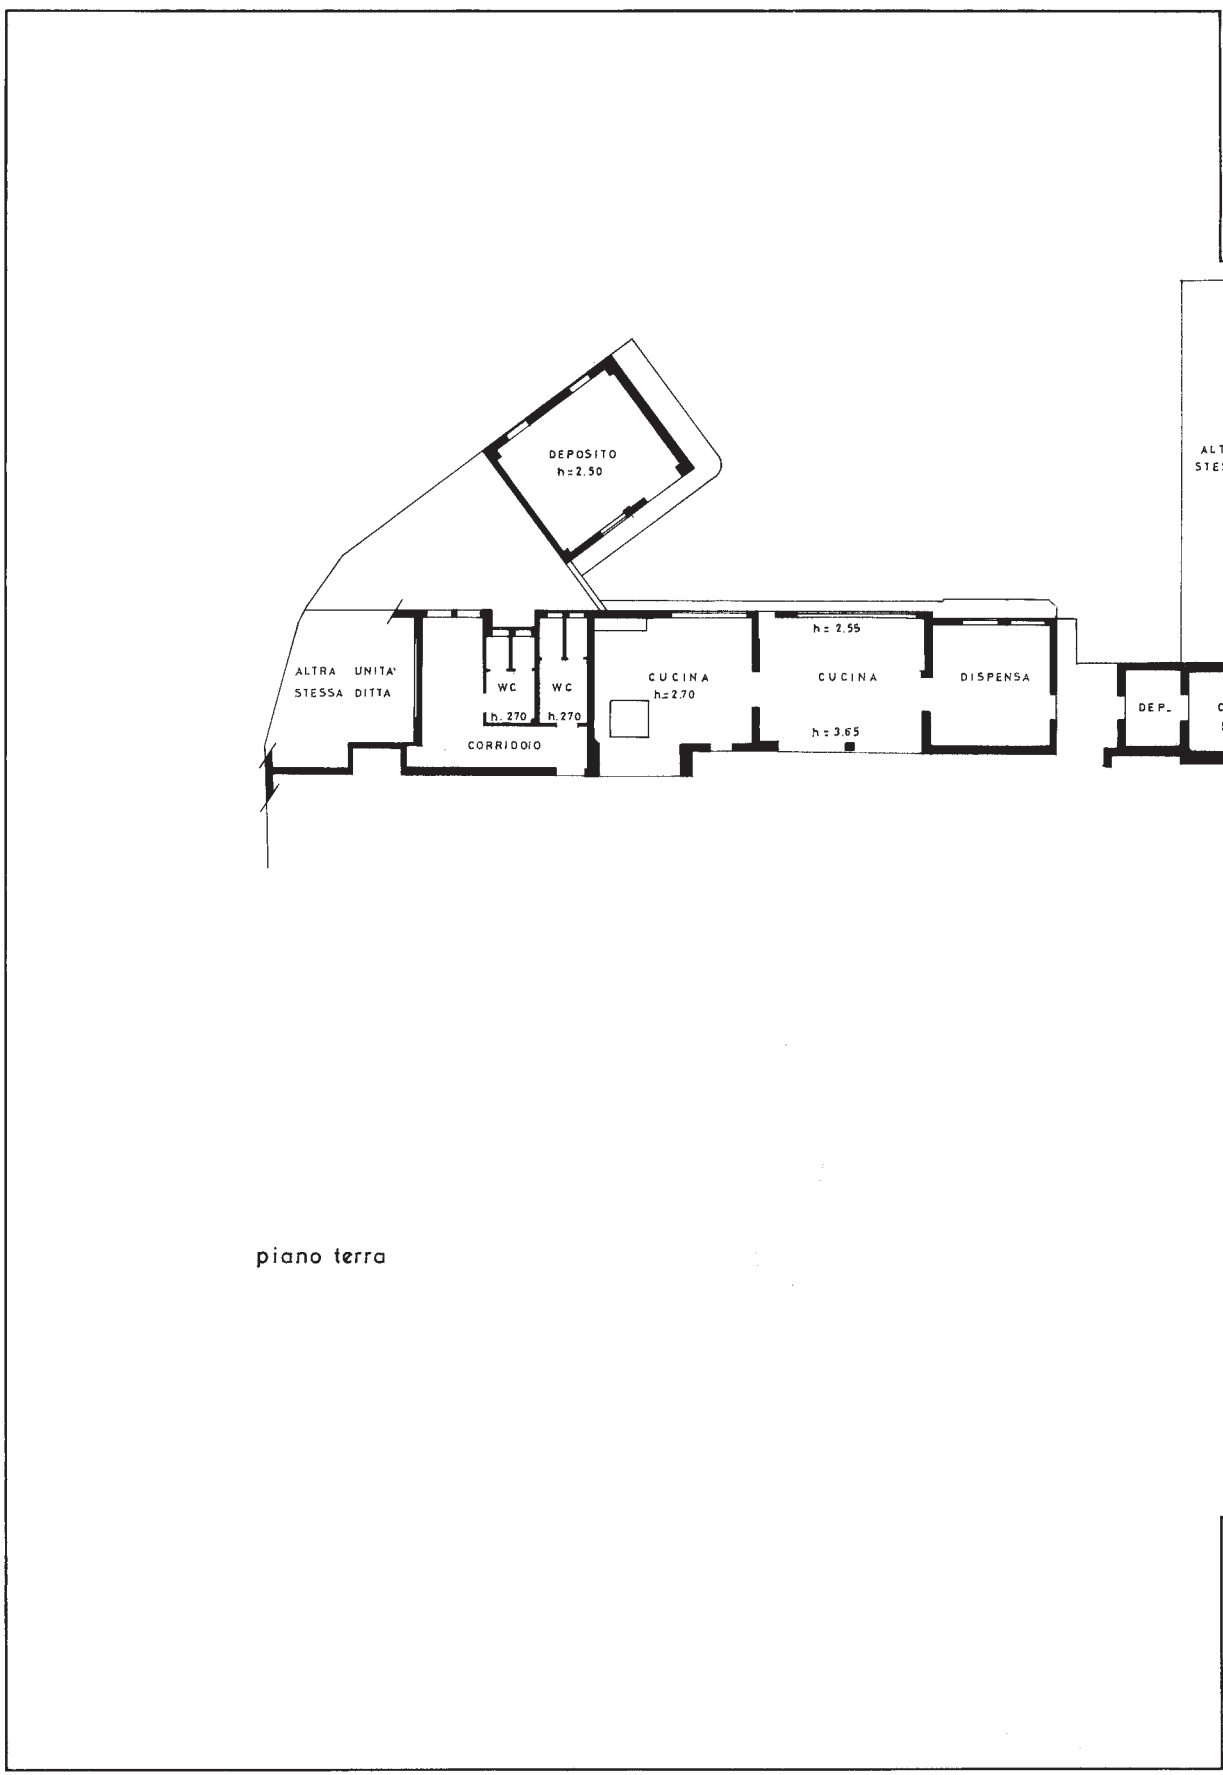 DEPOSITO
h=2.50
ALTRA UNITA'
STESSA DITTA
WC
h. 270
WC
h. 270
CORRIDOIO
CUCINA
h=2.70
h= 2.55
CUCINA
h=3.65
DISPENSA
DEP.
piano terra